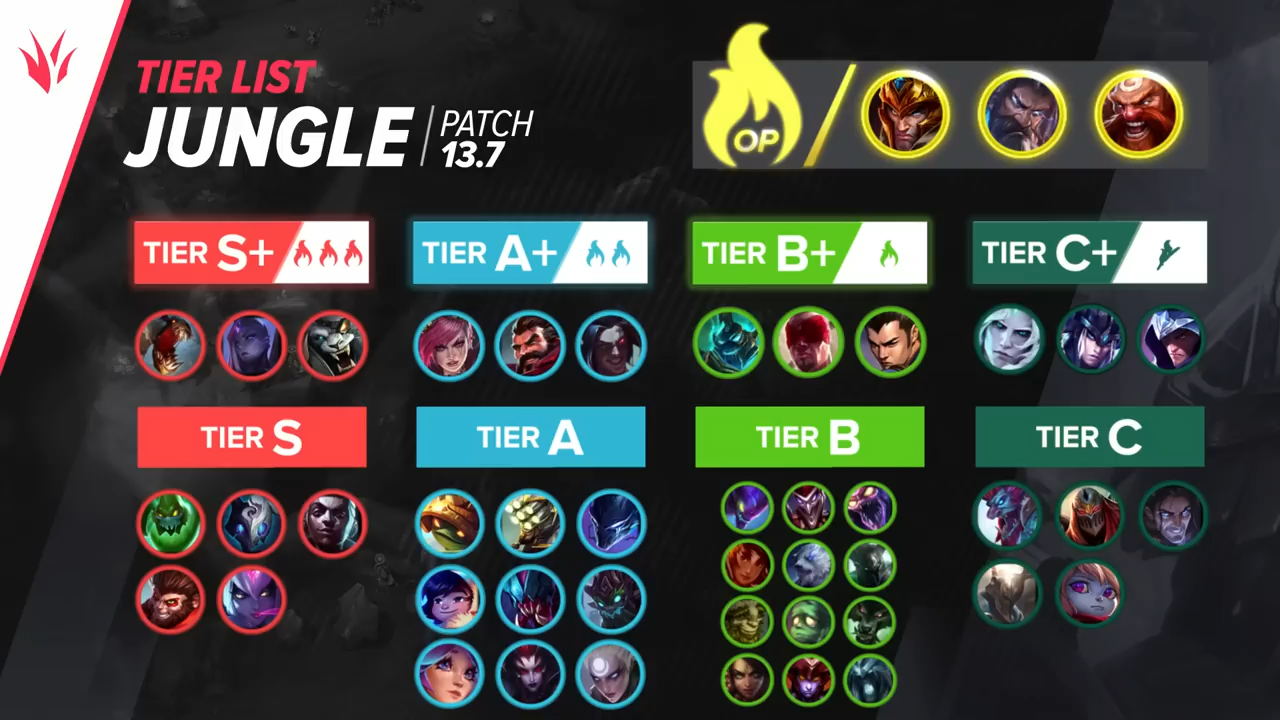 TIER LIST
JUNGLE
PATCH
13.7
OP
TIER S+
TIER A+
TIER B+
TIER C+
TIER S
TIER A
TIER B
TIER C